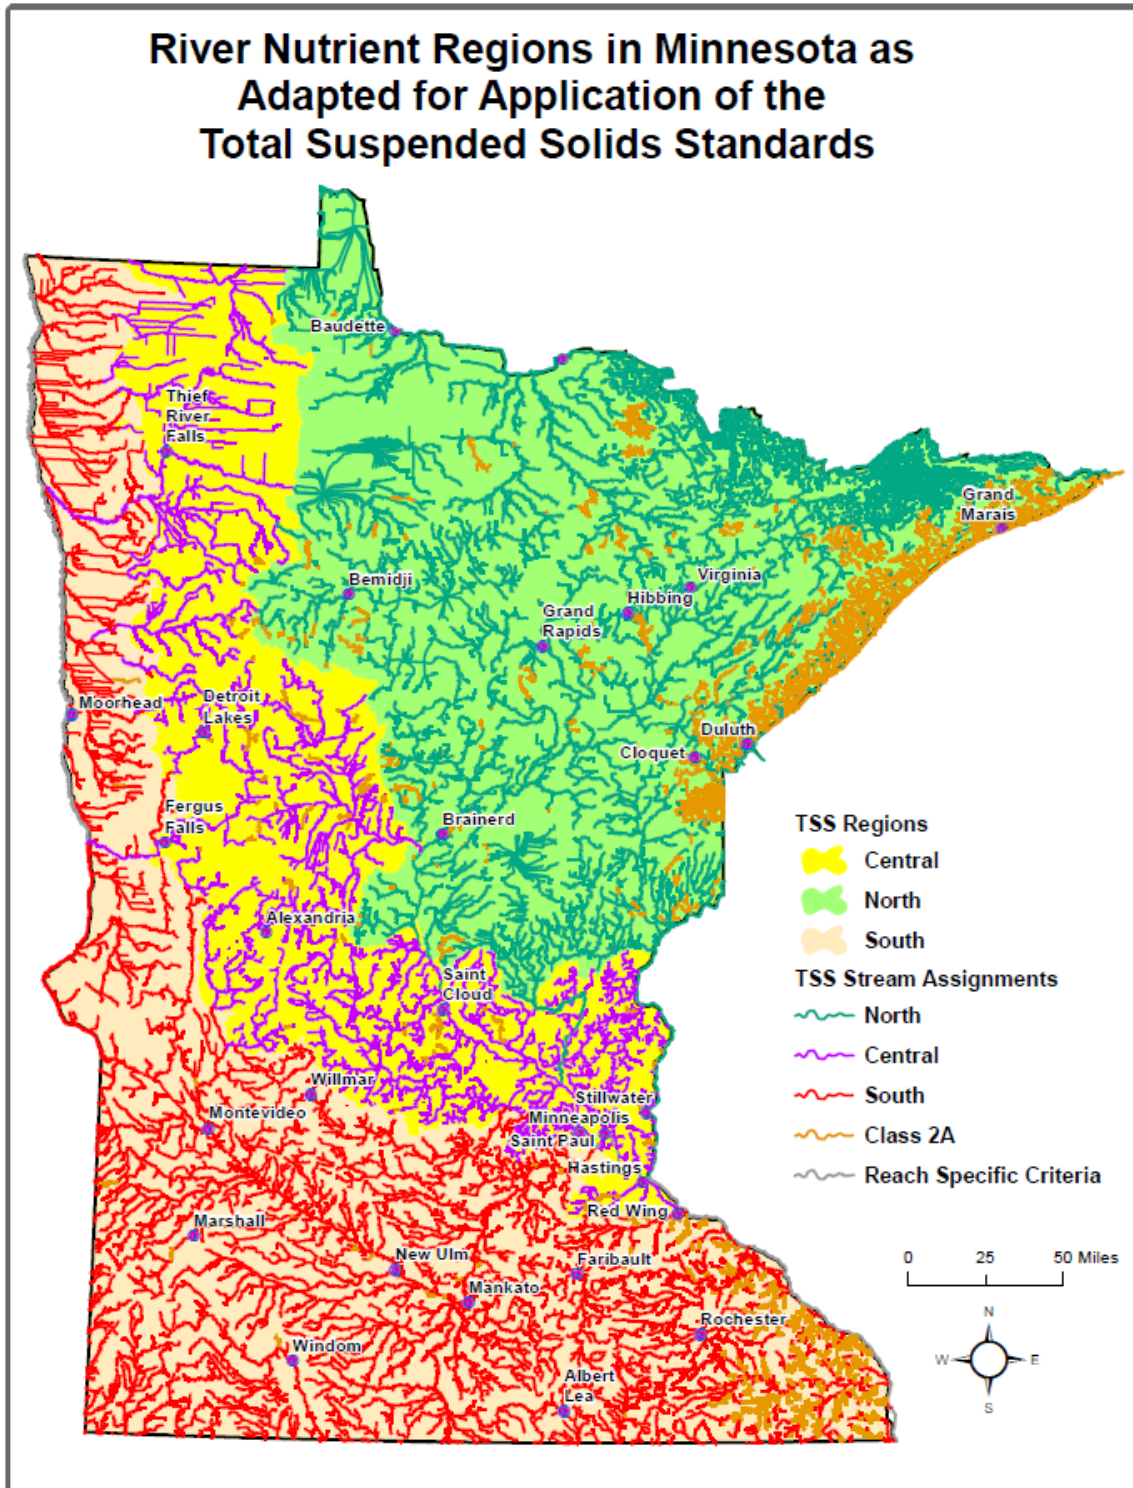 River Nutrient Regions in Minnesota as
Adapted for Application of the
Total Suspended Solids Standards
Baudette
Thief
River
Falls
Grand
Marais
Bemidji
Virginia
Hibbing
Grand
Rapids
Moorhead
Detroit
Lakes
Duluth
Cloquet
Fergus
Falls
Brainerd
Alexandria
Saint
Cloud
Willmar
Montevideo
Stillwater
Minneapolis
Saint Paul
Hastings
Red Wing
Marshall
New Ulm
Faribault
Mankato
Rochester
Windom
Albert
Lea
TSS Regions
Central
North
South
TSS Stream Assignments
North
Central
South
Class 2A
Reach Specific Criteria
0 25 50 Miles
N
W E
S